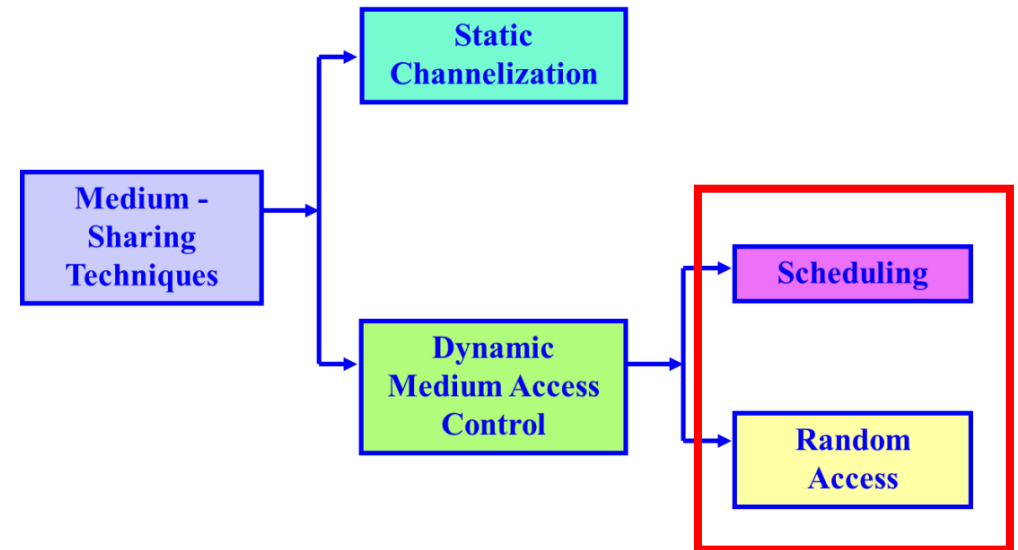 Static
Channelization
Medium -
Sharing
Techniques
Scheduling
Dynamic
Medium Access
Control
Random
Access